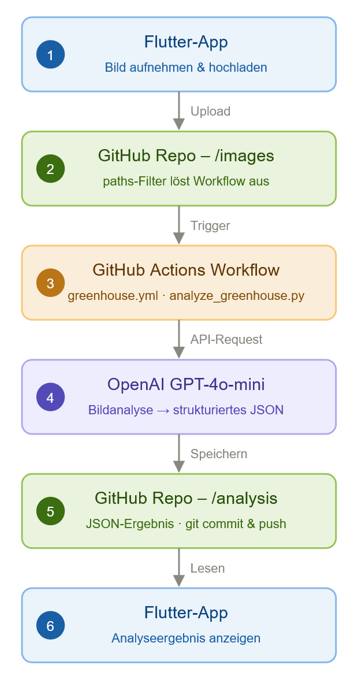 Flutter-App
1
Bild aufnehmen & hochladen
Upload
GitHub Repo – /images
2
paths-Filter löst Workflow aus
Trigger
GitHub Actions Workflow
3
greenhouse.yml · analyze_greenhouse.py
API-Request
OpenAI GPT-4o-mini
4
Bildanalyse → strukturiertes JSON
Speichern
GitHub Repo – /analysis
5
JSON-Ergebnis · git commit & push
Lesen
Flutter-App
6
Analyseergebnis anzeigen